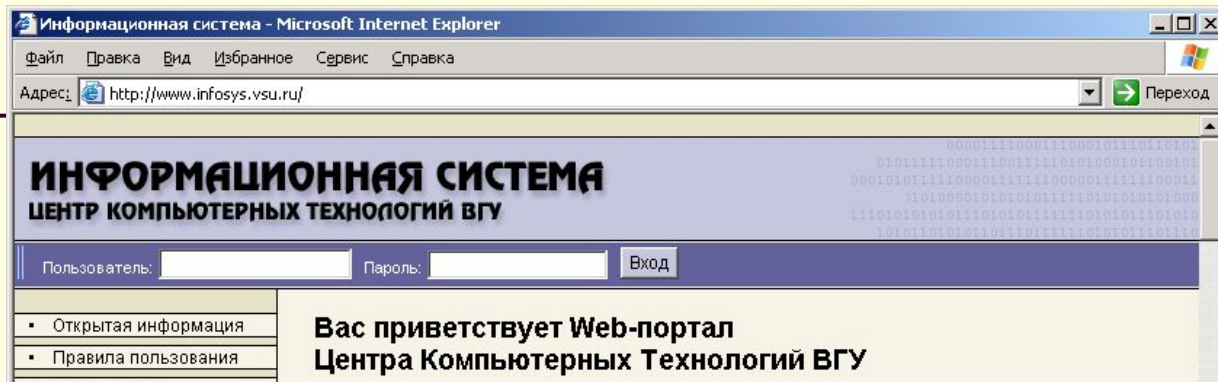 Информационная система - Microsoft Internet Explorer
Файл Правка Вид Избранное Сервис Справка
Адрес: http://www.infosys.vsu.ru/ Переход
ИНФОРМАЦИОННАЯ СИСТЕМА
ЦЕНТР КОМПЬЮТЕРНЫХ ТЕХНОЛОГИЙ ВГУ
Пользователь: Пароль: Вход
▪ Открытая информация
▪ Правила пользования
Вас приветствует Web-портал
Центра Компьютерных Технологий ВГУ